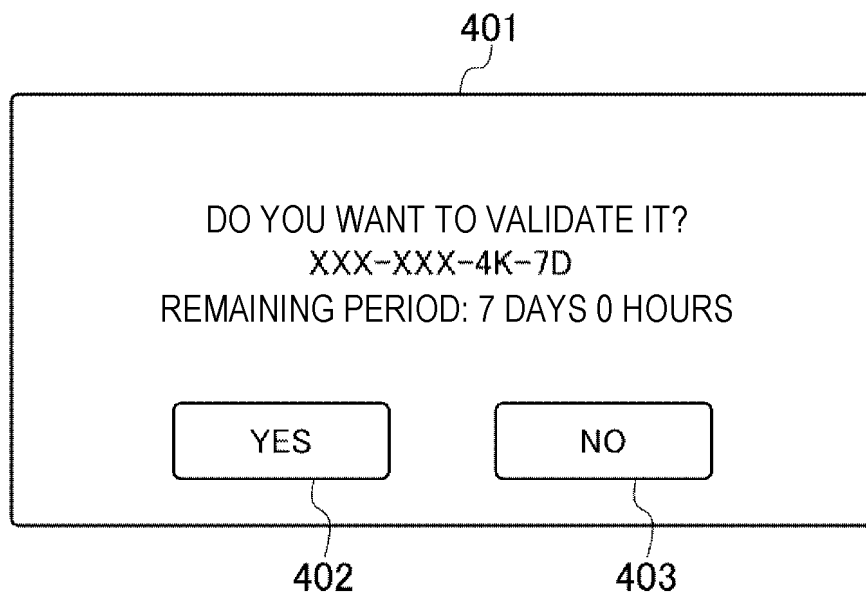 401
DO YOU WANT TO VALIDATE IT?
XXX-XXX-4K-7D
REMAINING PERIOD: 7 DAYS 0 HOURS
YES
NO
402
403